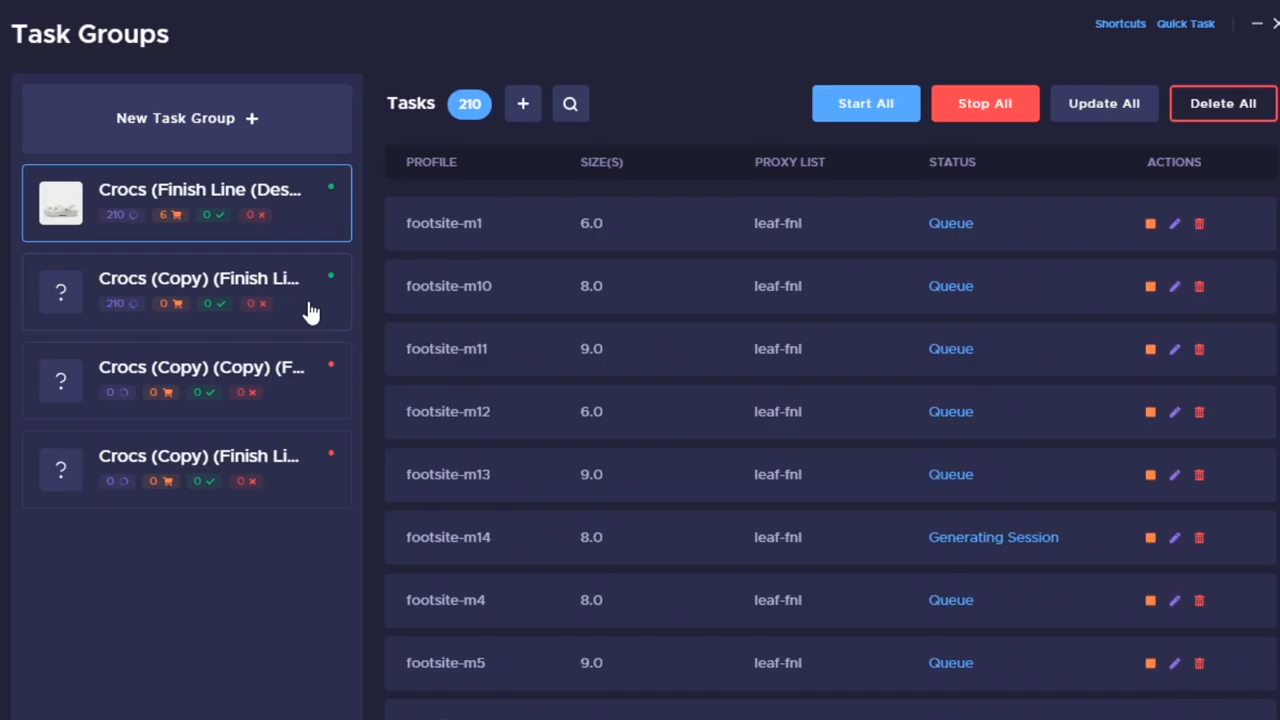 Task Groups
Shortcuts Quick Task
New Task Group +
Crocs (Finish Line (Des...
210 6 0 0
Crocs (Copy) (Finish Li...
210 0 0 0
Crocs (Copy) (Copy) (F...
0 0 0 0
Crocs (Copy) (Finish Li...
0 0 0 0
Tasks 210 +
Start All Stop All Update All Delete All
PROFILE SIZE(S) PROXY LIST STATUS ACTIONS
footsite-m1 6.0 leaf-fnl Queue
footsite-m10 8.0 leaf-fnl Queue
footsite-m11 9.0 leaf-fnl Queue
footsite-m12 6.0 leaf-fnl Queue
footsite-m13 9.0 leaf-fnl Queue
footsite-m14 8.0 leaf-fnl Generating Session
footsite-m4 8.0 leaf-fnl Queue
footsite-m5 9.0 leaf-fnl Queue